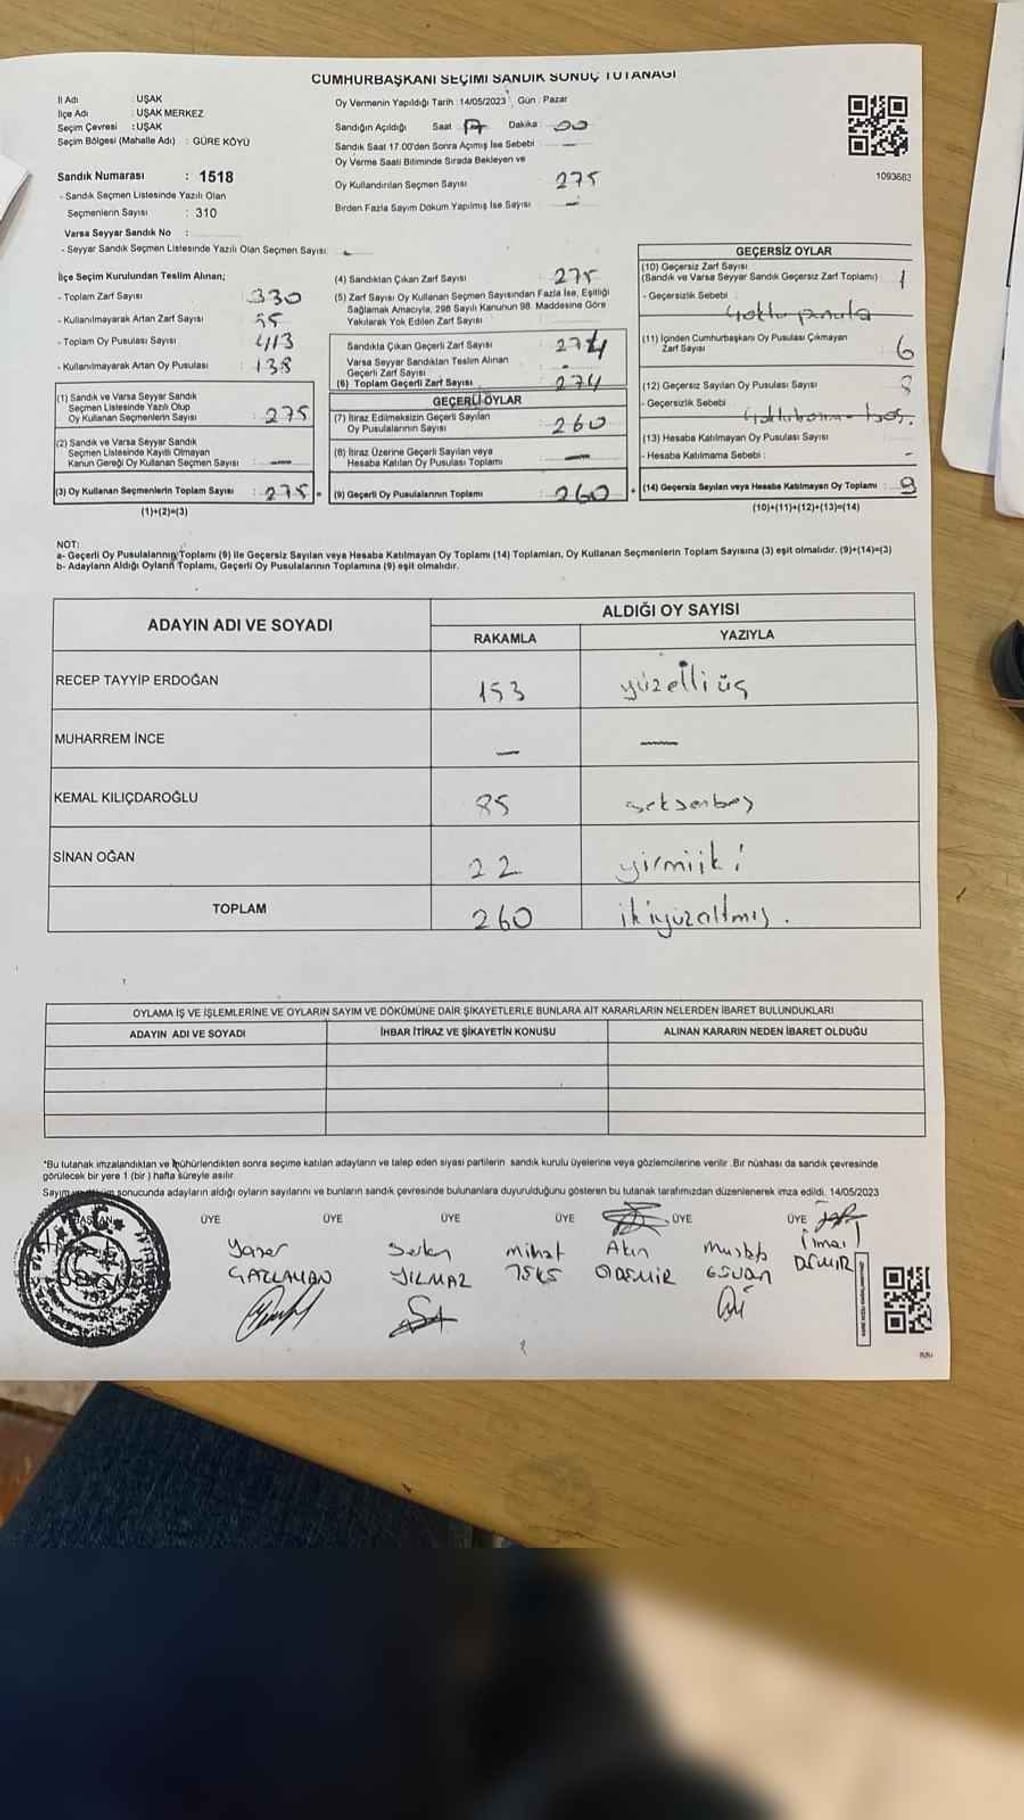 CUMHURBAŞKANI SEÇİMİ SANDIK SONUÇ TUTANAĞI
İl Adı : UŞAK
İlçe Adı : UŞAK MERKEZ
Seçim Çevresi : UŞAK
Seçim Bölgesi (Mahalle Adı) : GÜRE KÖYÜ
Sandık Numarası : 1518
- Sandık Seçmen Listesinde Yazılı Olan
Seçmenlerin Sayısı : 310
Varsa Seyyar Sandık No :
- Seyyar Sandık Seçmen Listesinde Yazılı Olan Seçmen Sayısı
Oy Vermenin Yapıldığı Tarih : 14/05/2023 Gün : Pazar
Sandığın Açıldığı Saat 17 Dakika 00
Sandık Saat 17.00'den Sonra Açmış İse Sebebi —
Oy Verme Saati Bitiminde Sırada Bekleyen ve
Oy Kullandırılan Seçmen Sayısı 275
Birden Fazla Sayım Döküm Yapılmış İse Sayısı —
1093683
İlçe Seçim Kurulundan Teslim Alınan;
- Toplam Zarf Sayısı 330
- Kullanılmayarak Artan Zarf Sayısı 55
- Toplam Oy Pusulası Sayısı 413
- Kullanılmayarak Artan Oy Pusulası 138
(1) Sandık ve Varsa Seyyar Sandık
Seçmen Listesinde Yazılı Olup
Oy Kullanan Seçmenlerin Sayısı : 275
(2) Sandık ve Varsa Seyyar Sandık
Seçmen Listesinde Kayıtlı Olmayan
Kanun Gereği Oy Kullanan Seçmen Sayısı : —
(3) Oy Kullanan Seçmenlerin Toplam Sayısı : 275 =
(1)+(2)=(3)
(4) Sandıktan Çıkan Zarf Sayısı 275
(5) Zarf Sayısı Oy Kullanan Seçmen Sayısından Fazla İse, Eşitliği
Sağlamak Amacıyla, 298 Sayılı Kanunun 98. Maddesine Göre
Yakılarak Yok Edilen Zarf Sayısı
Sandıkta Çıkan Geçerli Zarf Sayısı 274
Varsa Seyyar Sandıktan Teslim Alınan
Geçerli Zarf Sayısı -
(6) Toplam Geçerli Zarf Sayısı 274
GEÇERLİ OYLAR
(7) İtiraz Edilmeksizin Geçerli Sayılan
Oy Pusulalarının Sayısı 260
(8) İtiraz Üzerine Geçerli Sayılan veya
Hesaba Katılan Oy Pusulası Toplamı —
(9) Geçerli Oy Pusulalarının Toplamı : 260 +
GEÇERSİZ OYLAR
(10) Geçersiz Zarf Sayısı
(Sandık ve Varsa Seyyar Sandık Geçersiz Zarf Toplamı) 1
- Geçersizlik Sebebi :
(11) İçinden Cumhurbaşkanı Oy Pusulası Çıkmayan
Zarf Sayısı 6
(12) Geçersiz Sayılan Oy Pusulası Sayısı 8
- Geçersizlik Sebebi
(13) Hesaba Katılmayan Oy Pusulası Sayısı
- Hesaba Katılmama Sebebi : -
(14) Geçersiz Sayılan veya Hesaba Katılmayan Oy Toplamı : 9
(10)+(11)+(12)+(13)=(14)
NOT:
a- Geçerli Oy Pusulalarının Toplamı (9) ile Geçersiz Sayılan veya Hesaba Katılmayan Oy Toplamı (14) Toplamları, Oy Kullanan Seçmenlerin Toplam Sayısına (3) eşit olmalıdır. (9)+(14)=(3)
b- Adayların Aldığı Oyların Toplamı, Geçerli Oy Pusulalarının Toplamına (9) eşit olmalıdır.
ADAYIN ADI VE SOYADI
ALDIĞI OY SAYISI
RAKAMLA YAZIYLA
RECEP TAYYİP ERDOĞAN 153 yüzelli üç
MUHARREM İNCE — —
KEMAL KILIÇDAROĞLU 85 seksenbeş
SİNAN OĞAN 22 yirmiiki
TOPLAM 260 ikiyüzaltmış.
OYLAMA İŞ VE İŞLEMLERİNE VE OYLARIN SAYIM VE DÖKÜMÜNE DAİR ŞİKAYETLERLE BUNLARA AİT KARARLARIN NELERDEN İBARET BULUNDUKLARI
ADAYIN ADI VE SOYADI İHBAR İTİRAZ VE ŞİKAYETİN KONUSU ALINAN KARARIN NEDEN İBARET OLDUĞU
*Bu tutanak imzalandıktan ve mühürlendikten sonra seçime katılan adayların ve talep eden siyasi partilerin sandık kurulu üyelerine veya gözlemcilerine verilir. Bir nüshası da sandık çevresinde
görülecek bir yere 1 (bir) hafta süreyle asılır.
Sayım sonucunda adayların aldığı oyların sayılarını ve bunların sandık çevresinde bulunanlara duyurulduğunu gösteren bu tutanak tarafımızdan düzenlenerek imza edildi. 14/05/2023
BAŞKAN ÜYE ÜYE ÜYE ÜYE ÜYE ÜYE
Yaser Serkan Mihat Akın Mustafa İlmaı
YILMAZ ÖDEMİR GÜVAN DEMİR